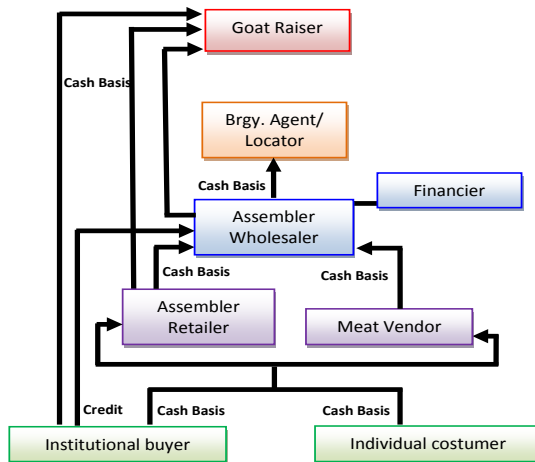 Goat Raiser
Cash Basis
Brgy. Agent/
Locator
Cash Basis
Financier
Assembler
Wholesaler
Cash Basis
Cash Basis
Assembler
Retailer
Meat Vendor
Credit
Cash Basis
Cash Basis
Institutional buyer
Individual costumer